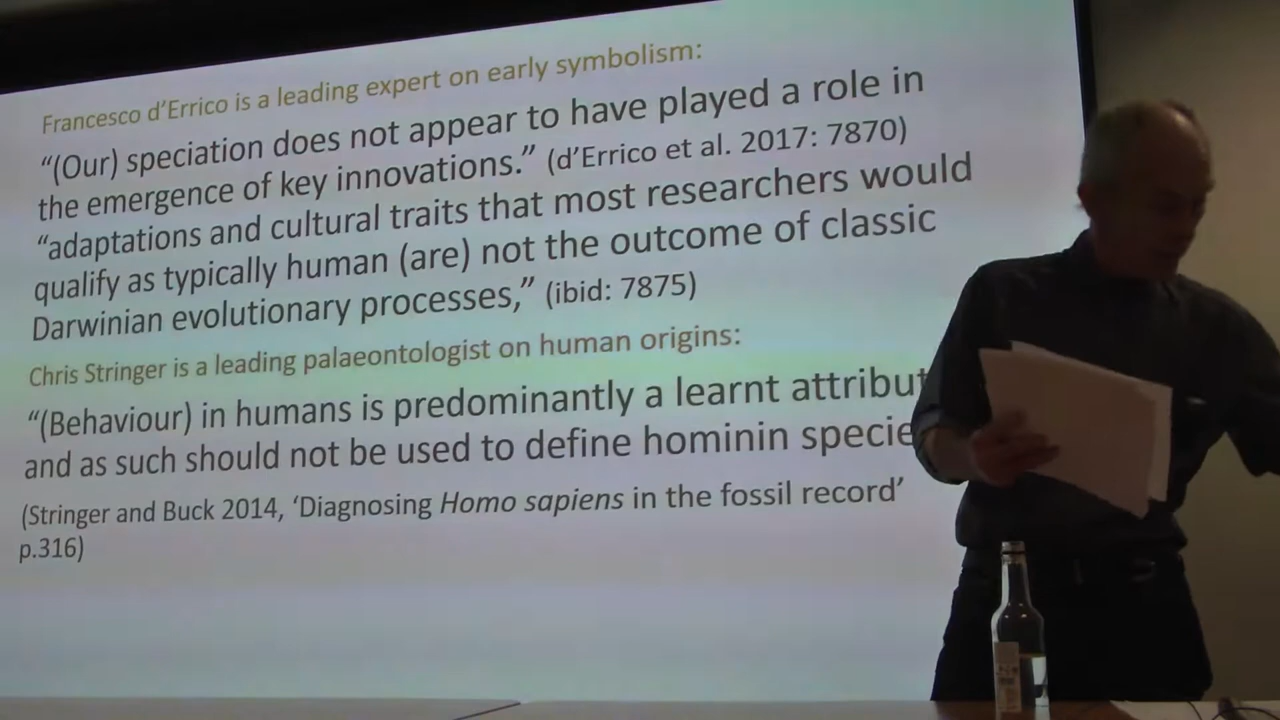 Francesco d’Errico is a leading expert on early symbolism:
“(Our) speciation does not appear to have played a role in
the emergence of key innovations.” (d’Errico et al. 2017: 7870)
“adaptations and cultural traits that most researchers would
qualify as typically human (are) not the outcome of classic
Darwinian evolutionary processes,” (ibid: 7875)
Chris Stringer is a leading palaeontologist on human origins:
“(Behaviour) in humans is predominantly a learnt attribut
and as such should not be used to define hominin specie
(Stringer and Buck 2014, ‘Diagnosing Homo sapiens in the fossil record’
p.316)